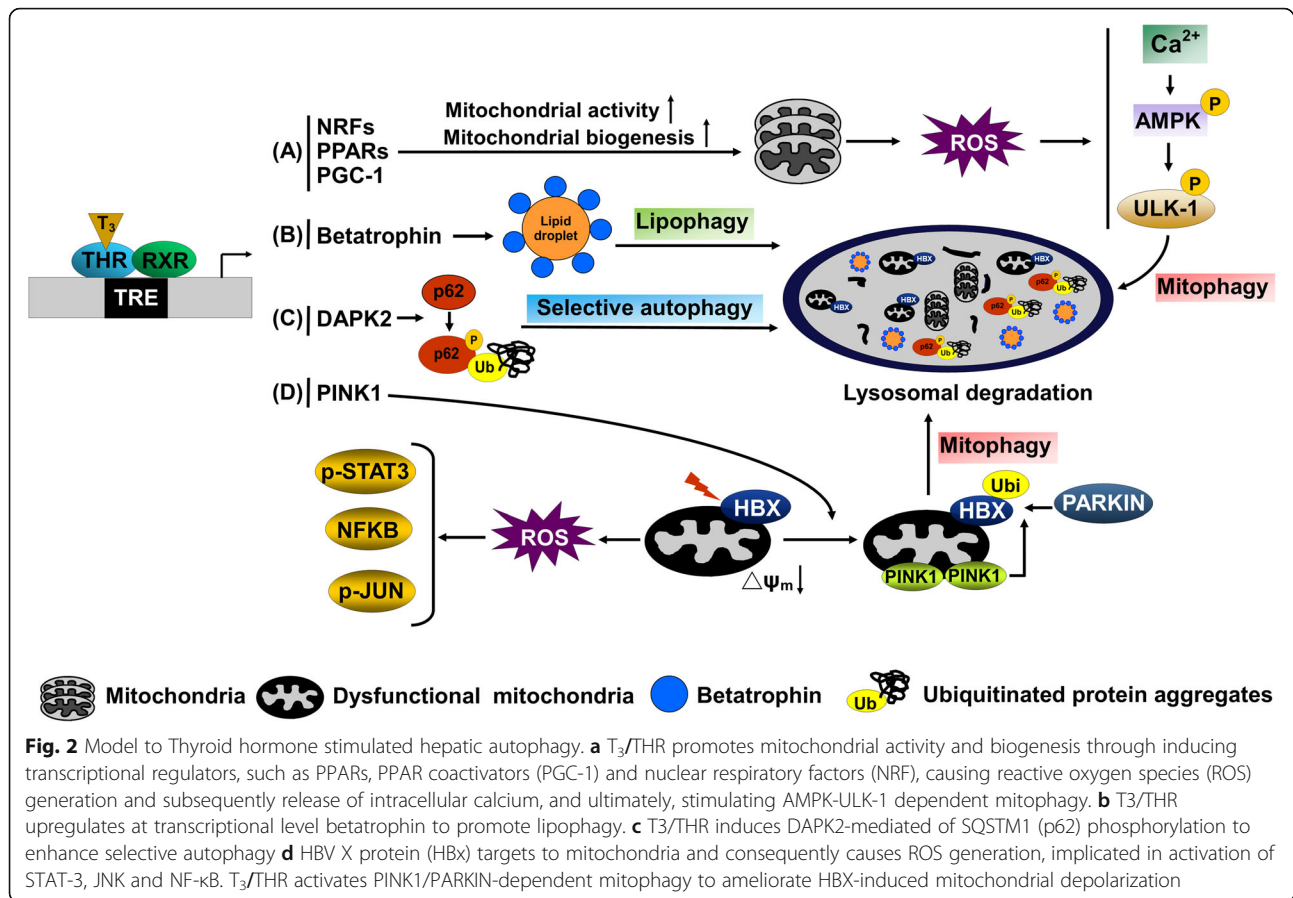 Ca2+
P
AMPK
P
ULK-1
Mitophagy
(A)
NRFs
PPARs
PGC-1
Mitochondrial activity ↑
Mitochondrial biogenesis ↑
ROS
T3
THR RXR
TRE
(B) Betatrophin
Lipid
droplet
Lipophagy
(C) DAPK2
p62
P
p62
Ub
Selective autophagy
HBX
HBX
HBX
HBX
P
p62
Ub
P
p62
Ub
P
p62
Ub
Lysosomal degradation
(D) PINK1
Mitophagy
p-STAT3
NFKB
p-JUN
ROS
HBX
△Ψm↓
Ubi
HBX
PARKIN
PINK1 PINK1
Mitochondria Dysfunctional mitochondria Betatrophin Ub Ubiquitinated protein aggregates
Fig. 2 Model to Thyroid hormone stimulated hepatic autophagy. a T3/THR promotes mitochondrial activity and biogenesis through inducing
transcriptional regulators, such as PPARs, PPAR coactivators (PGC-1) and nuclear respiratory factors (NRF), causing reactive oxygen species (ROS)
generation and subsequently release of intracellular calcium, and ultimately, stimulating AMPK-ULK-1 dependent mitophagy. b T3/THR
upregulates at transcriptional level betatrophin to promote lipophagy. c T3/THR induces DAPK2-mediated of SQSTM1 (p62) phosphorylation to
enhance selective autophagy d HBV X protein (HBx) targets to mitochondria and consequently causes ROS generation, implicated in activation of
STAT-3, JNK and NF-κB. T3/THR activates PINK1/PARKIN-dependent mitophagy to ameliorate HBX-induced mitochondrial depolarization